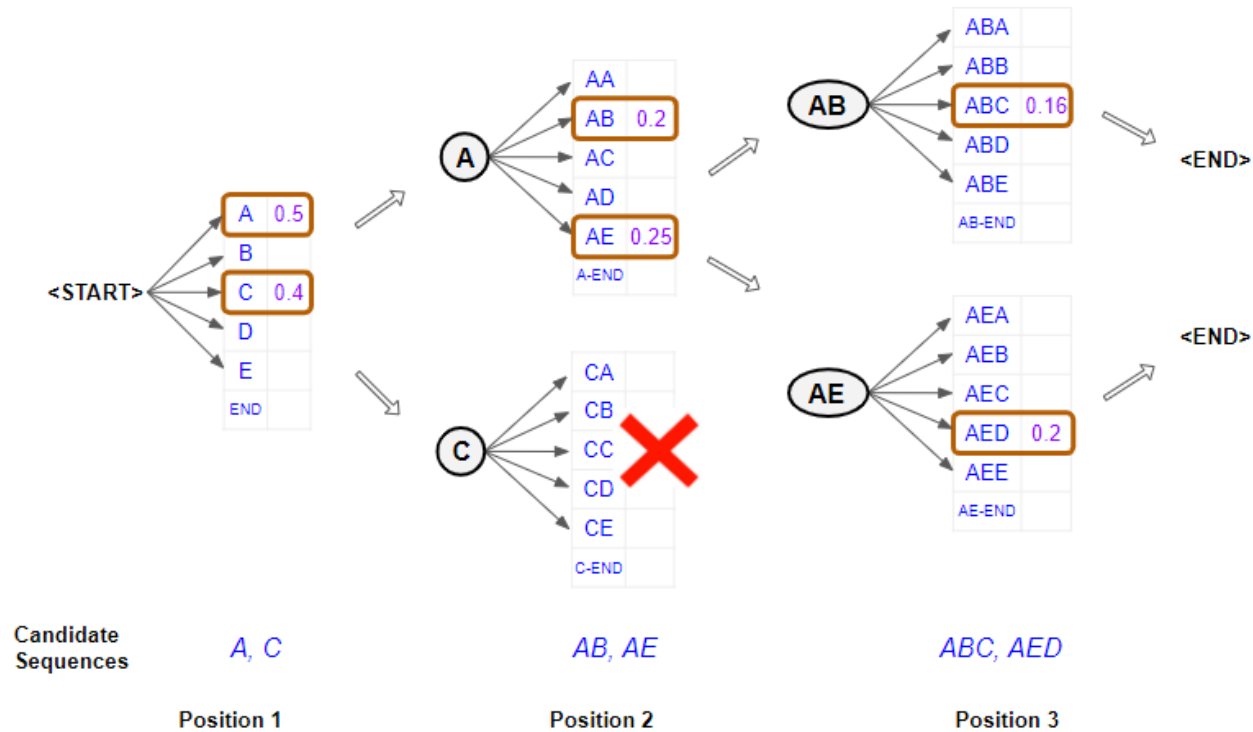 <START>
A 0.5
B
C 0.4
D
E
END
A
AA
AB 0.2
AC
AD
AE 0.25
A-END
C
CA
CB
CC
CD
CE
C-END
AB
ABA
ABB
ABC 0.16
ABD
ABE
AB-END
<END>
AE
AEA
AEB
AEC
AED 0.2
AEE
AE-END
<END>
Candidate
Sequences
A, C
AB, AE
ABC, AED
Position 1
Position 2
Position 3